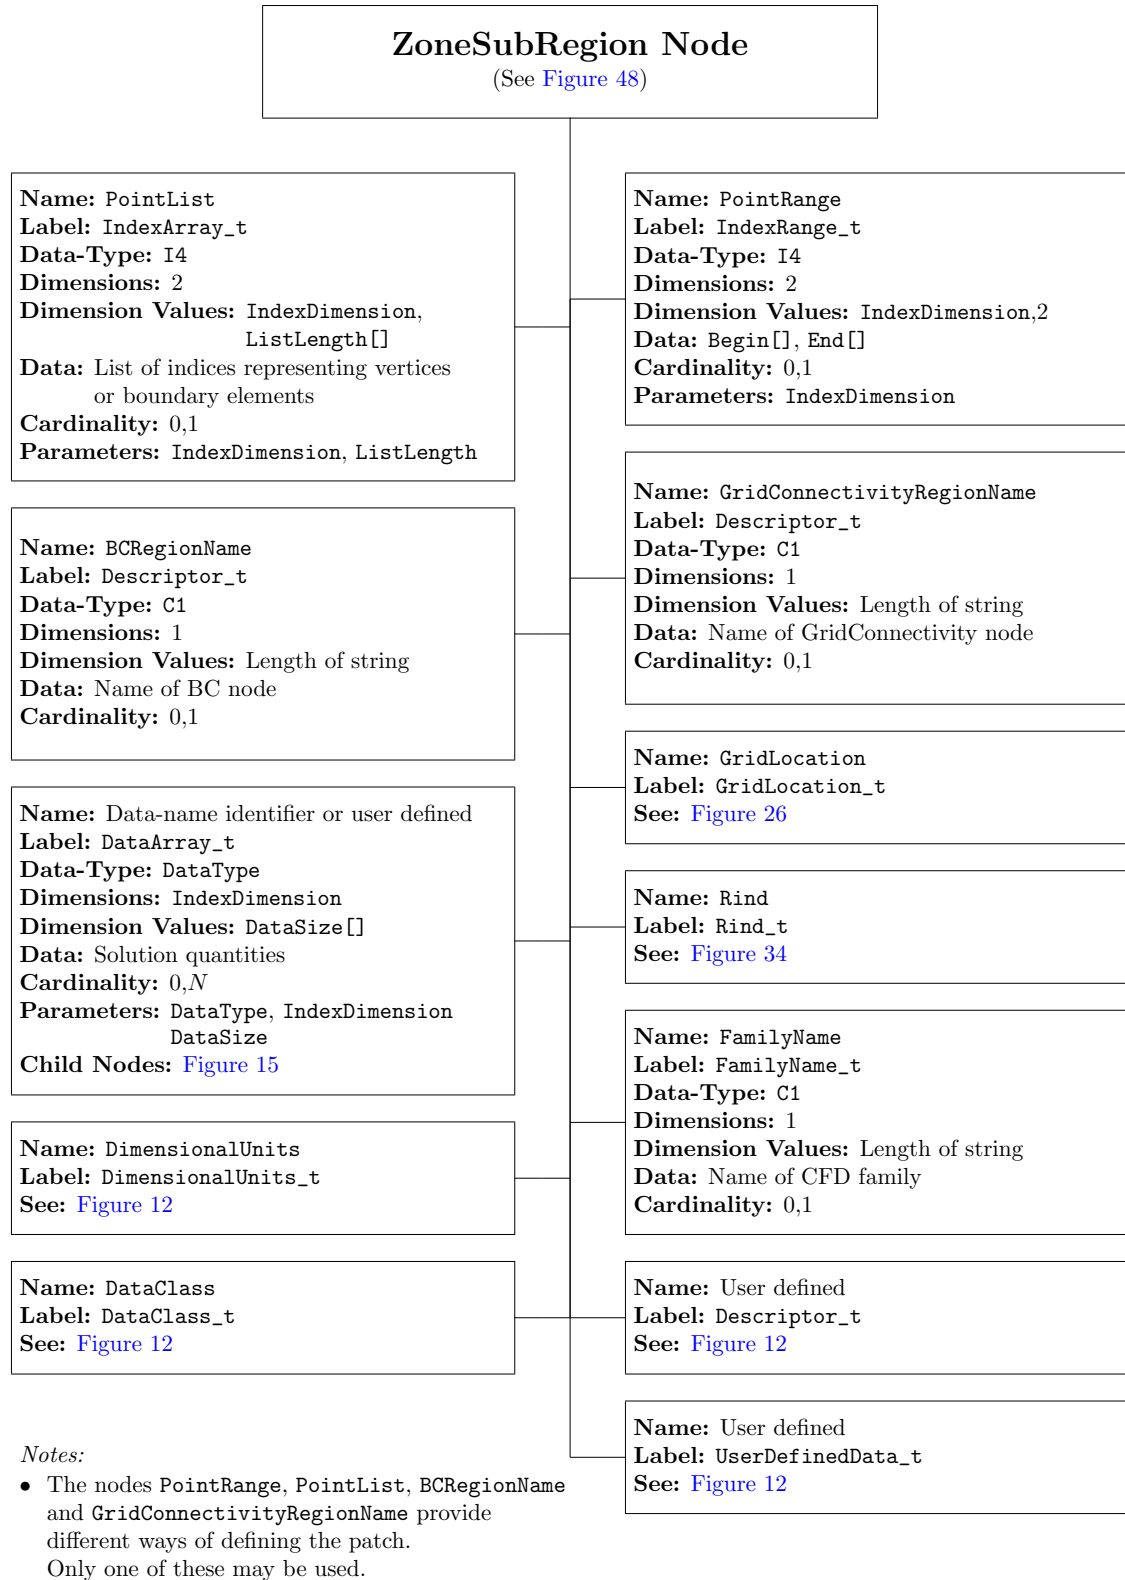 ZoneSubRegion Node
(See Figure 48)
Name: PointList
Label: IndexArray_t
Data-Type: I4
Dimensions: 2
Dimension Values: IndexDimension,
ListLength[]
Data: List of indices representing vertices
or boundary elements
Cardinality: 0,1
Parameters: IndexDimension, ListLength
Name: BCRegionName
Label: Descriptor_t
Data-Type: C1
Dimensions: 1
Dimension Values: Length of string
Data: Name of BC node
Cardinality: 0,1
Name: Data-name identifier or user defined
Label: DataArray_t
Data-Type: DataType
Dimensions: IndexDimension
Dimension Values: DataSize[]
Data: Solution quantities
Cardinality: 0,N
Parameters: DataType, IndexDimension
DataSize
Child Nodes: Figure 15
Name: DimensionalUnits
Label: DimensionalUnits_t
See: Figure 12
Name: DataClass
Label: DataClass_t
See: Figure 12
Name: PointRange
Label: IndexRange_t
Data-Type: I4
Dimensions: 2
Dimension Values: IndexDimension,2
Data: Begin[], End[]
Cardinality: 0,1
Parameters: IndexDimension
Name: GridConnectivityRegionName
Label: Descriptor_t
Data-Type: C1
Dimensions: 1
Dimension Values: Length of string
Data: Name of GridConnectivity node
Cardinality: 0,1
Name: GridLocation
Label: GridLocation_t
See: Figure 26
Name: Rind
Label: Rind_t
See: Figure 34
Name: FamilyName
Label: FamilyName_t
Data-Type: C1
Dimensions: 1
Dimension Values: Length of string
Data: Name of CFD family
Cardinality: 0,1
Name: User defined
Label: Descriptor_t
See: Figure 12
Name: User defined
Label: UserDefinedData_t
See: Figure 12
Notes:
• The nodes PointRange, PointList, BCRegionName
and GridConnectivityRegionName provide
different ways of defining the patch.
Only one of these may be used.